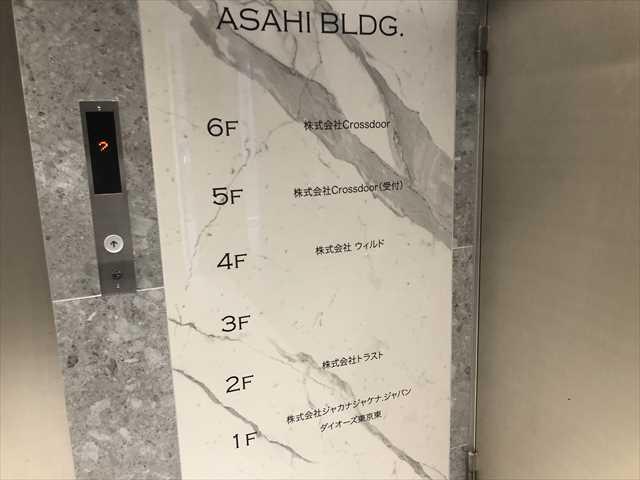 ASAHI BLDG.
6F 株式会社Crossdoor
5F 株式会社Crossdoor(受付)
4F 株式会社 ウィルド
3F
2F 株式会社トラスト
1F 株式会社ジャカナジャケナ.ジャパン
ダイオーズ東京東